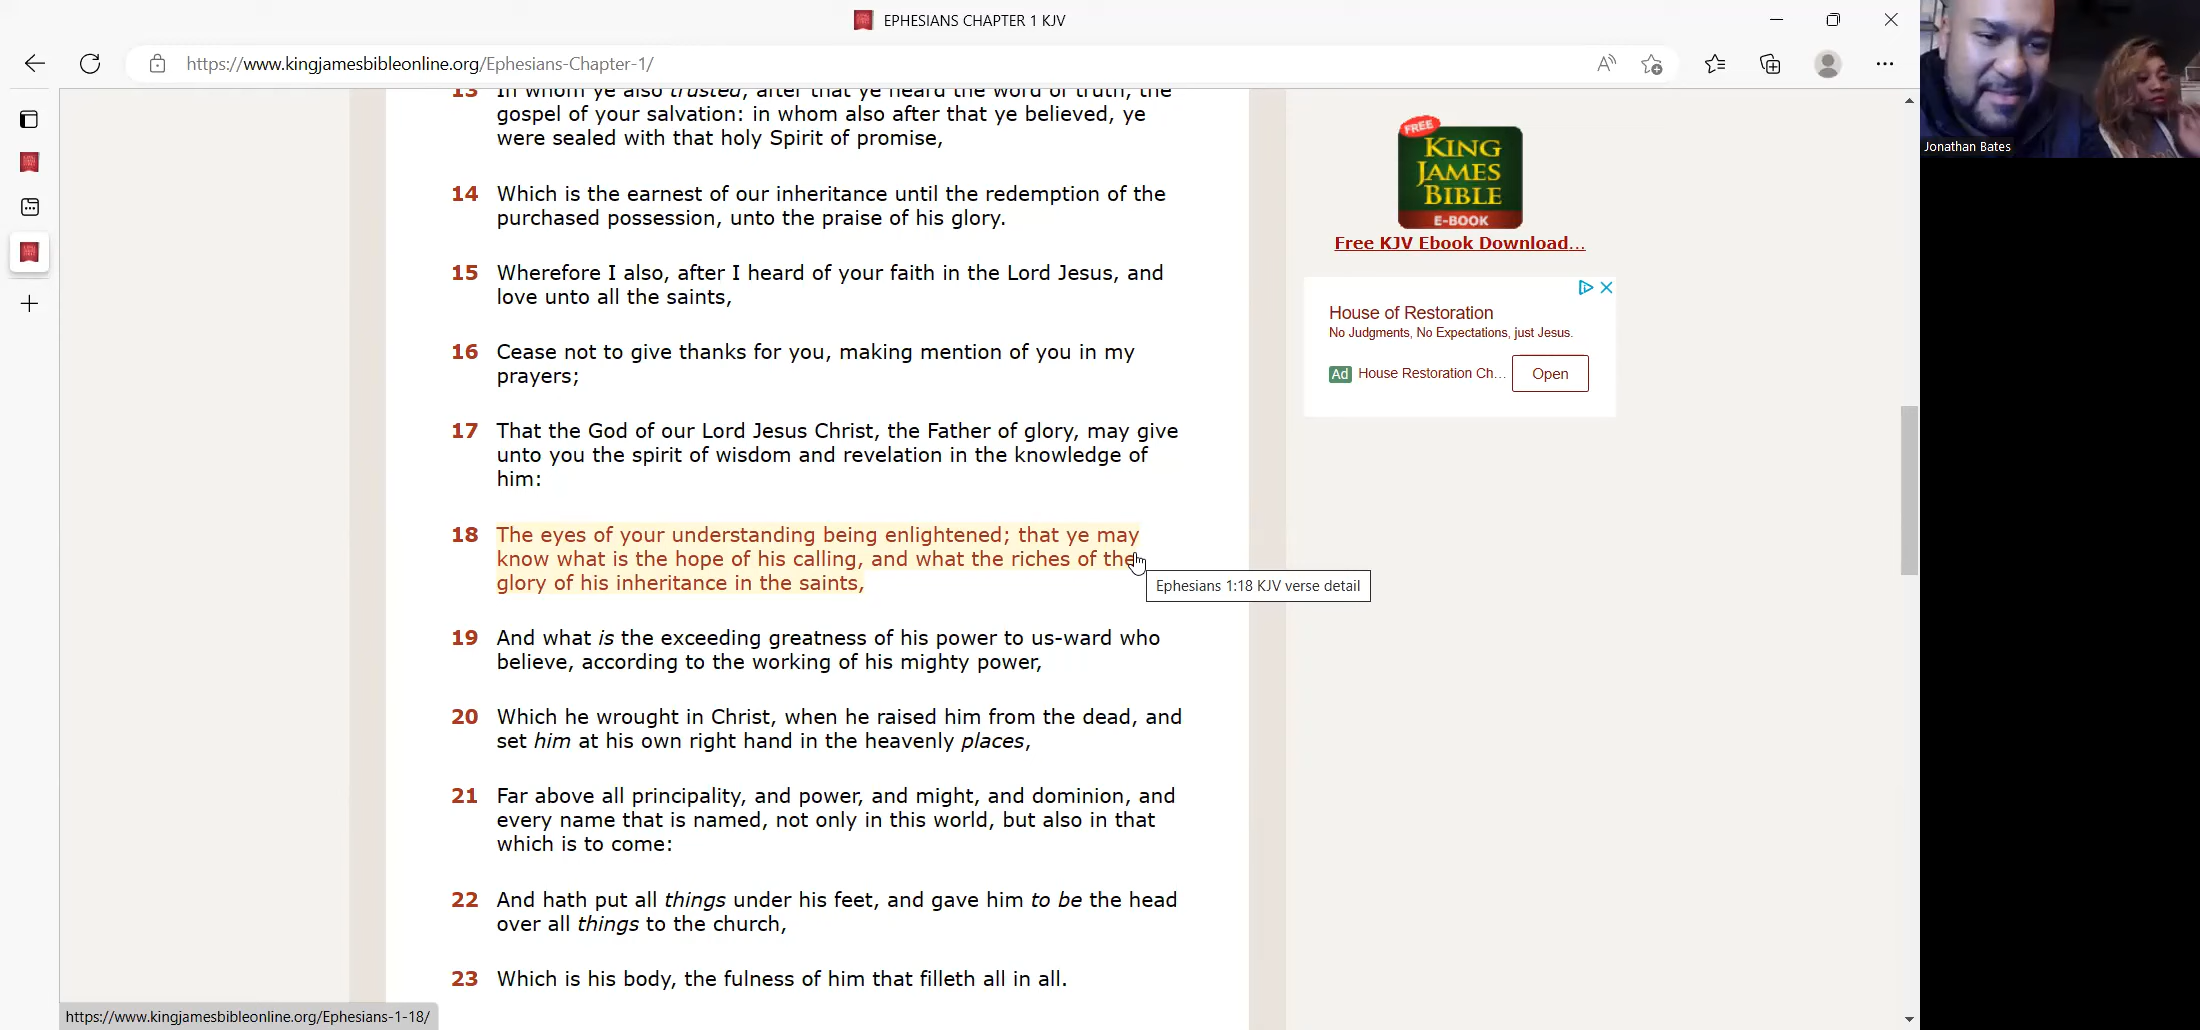 EPHESIANS CHAPTER 1 KJV
https://www.kingjamesbibleonline.org/Ephesians-Chapter-1/
13 In whom ye also trusted, after that ye heard the word of truth, the
gospel of your salvation: in whom also after that ye believed, ye
were sealed with that holy Spirit of promise,
14 Which is the earnest of our inheritance until the redemption of the
purchased possession, unto the praise of his glory.
15 Wherefore I also, after I heard of your faith in the Lord Jesus, and
love unto all the saints,
16 Cease not to give thanks for you, making mention of you in my
prayers;
17 That the God of our Lord Jesus Christ, the Father of glory, may give
unto you the spirit of wisdom and revelation in the knowledge of
him:
18 The eyes of your understanding being enlightened; that ye may
know what is the hope of his calling, and what the riches of the
glory of his inheritance in the saints,
Ephesians 1:18 KJV verse detail
19 And what is the exceeding greatness of his power to us-ward who
believe, according to the working of his mighty power,
20 Which he wrought in Christ, when he raised him from the dead, and
set him at his own right hand in the heavenly places,
21 Far above all principality, and power, and might, and dominion, and
every name that is named, not only in this world, but also in that
which is to come:
22 And hath put all things under his feet, and gave him to be the head
over all things to the church,
23 Which is his body, the fulness of him that filleth all in all.
https://www.kingjamesbibleonline.org/Ephesians-1-18/
FREE
KING
JAMES
BIBLE
E-BOOK
Free KJV Ebook Download...
House of Restoration
No Judgments, No Expectations, just Jesus.
Ad House Restoration Ch...
Open
Jonathan Bates